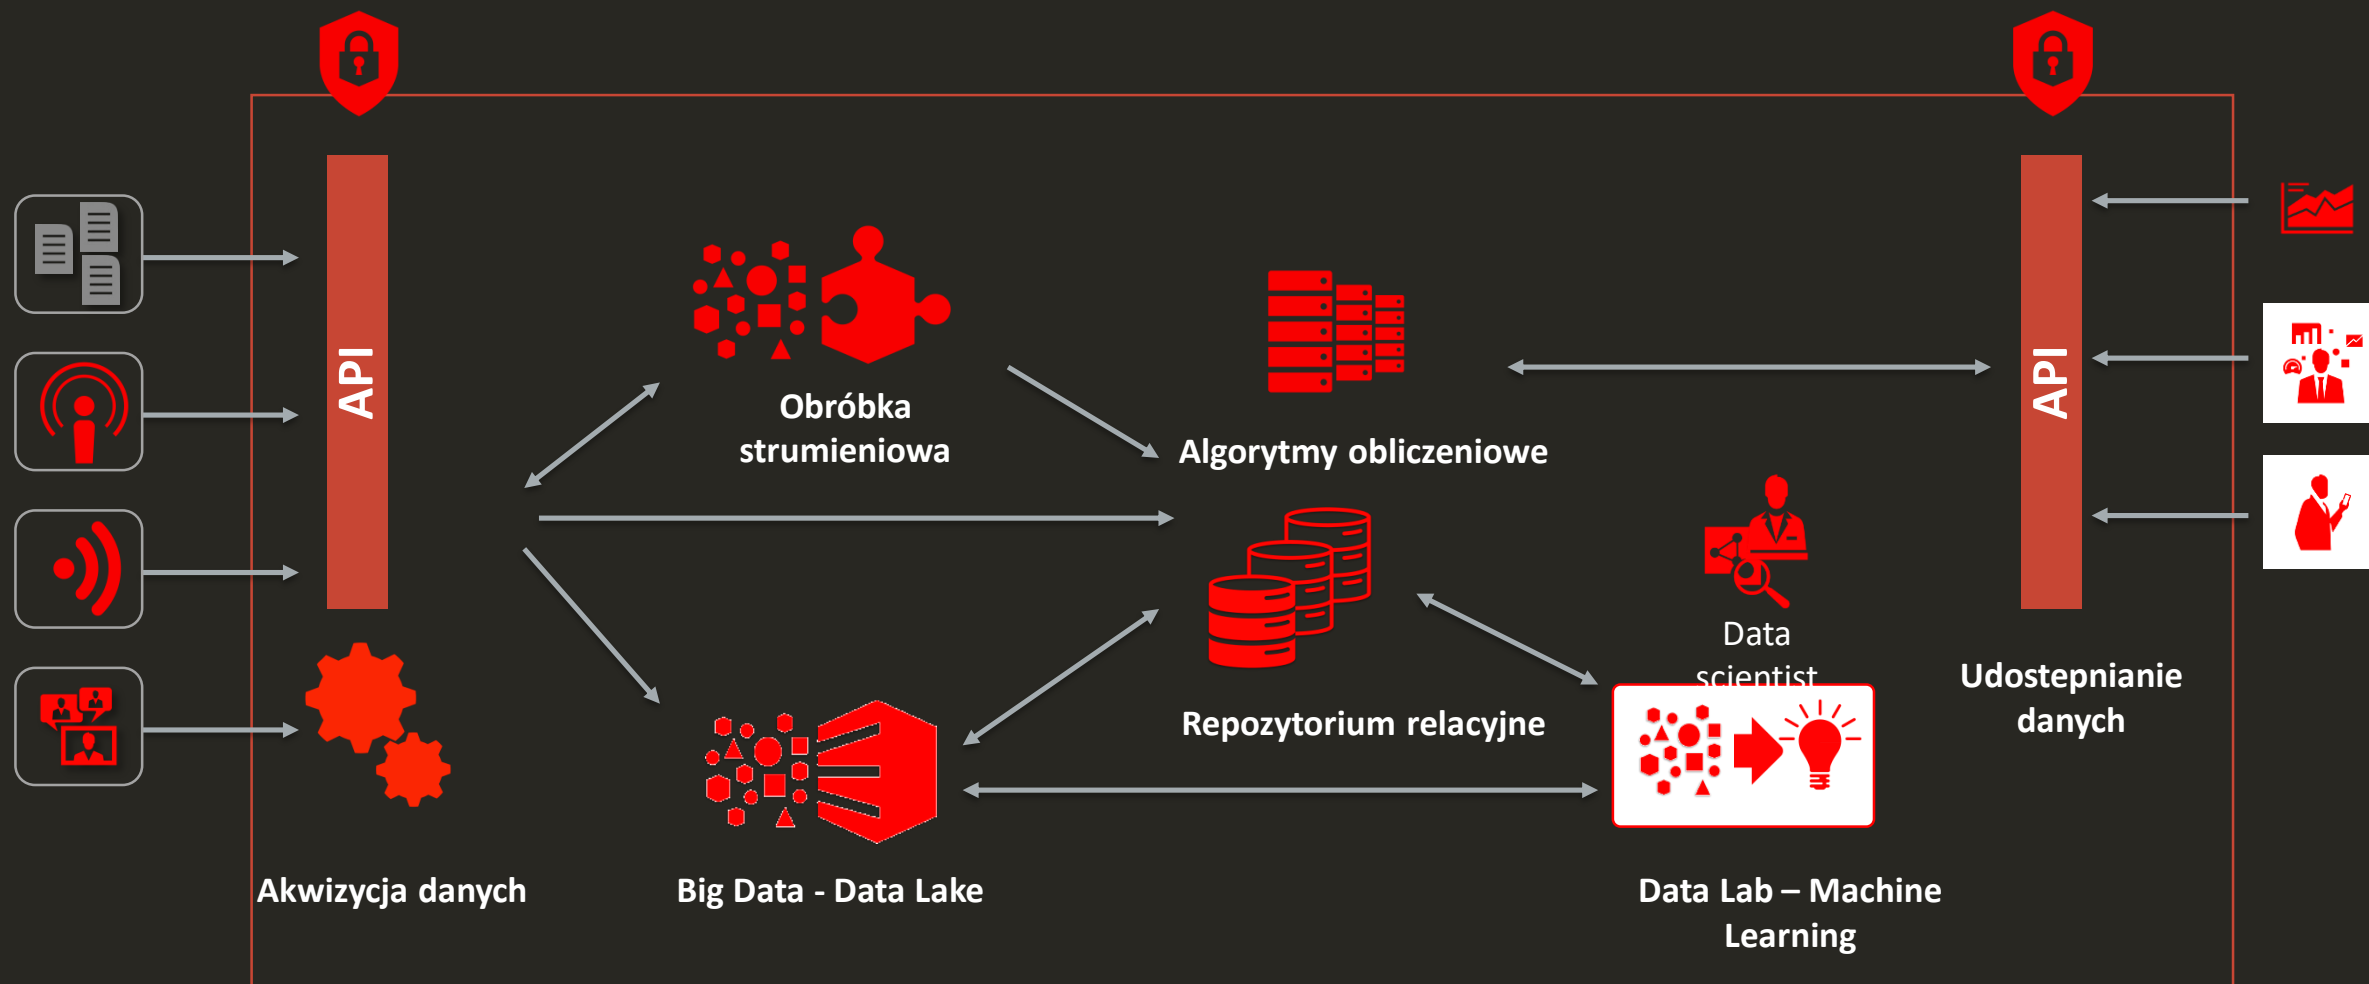 API
API
Obróbka
strumieniowa
Algorytmy obliczeniowe
Data
scientist
Udostepnianie
danych
Repozytorium relacyjne
Akwizycja danych
Big Data - Data Lake
Data Lab – Machine
Learning